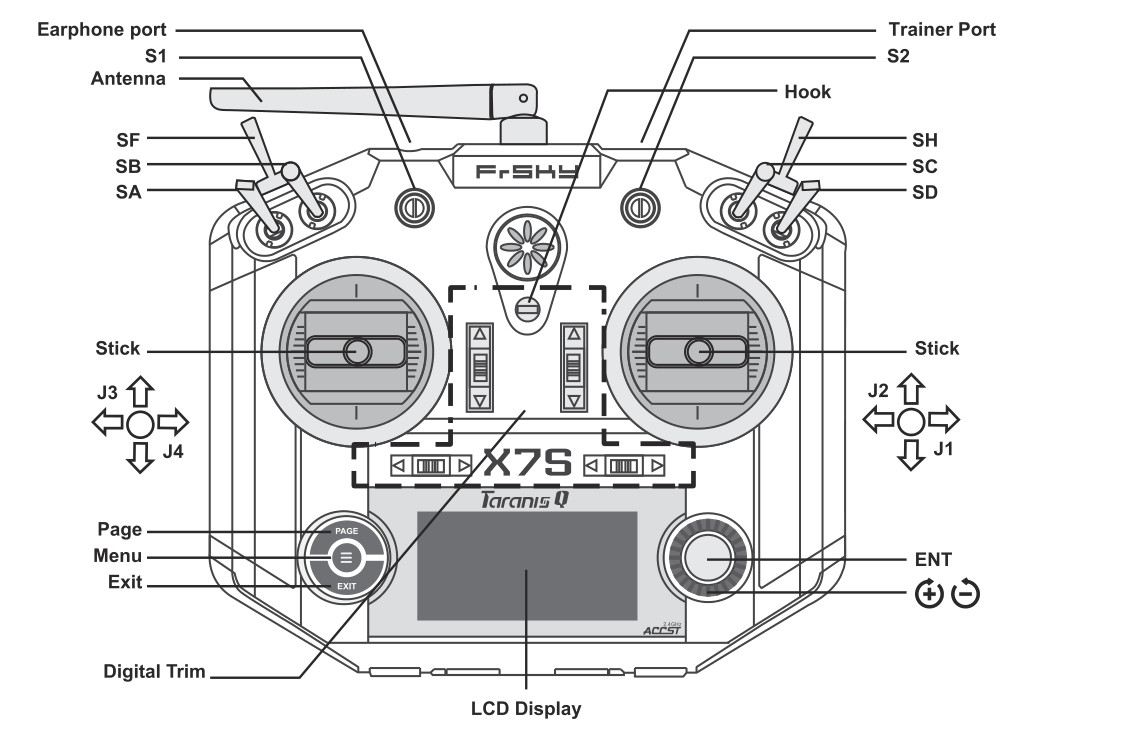 Earphone port
Trainer Port
S1
S2
Antenna
Hook
SF
SH
SB
SC
SA
SD
FrSKY
Stick
Stick
J3
J2
J4
J1
X7S
Taranis Q
Page
PAGE
Menu
ENT
Exit
EXIT
2.4GHz
ACCST
Digital Trim
LCD Display